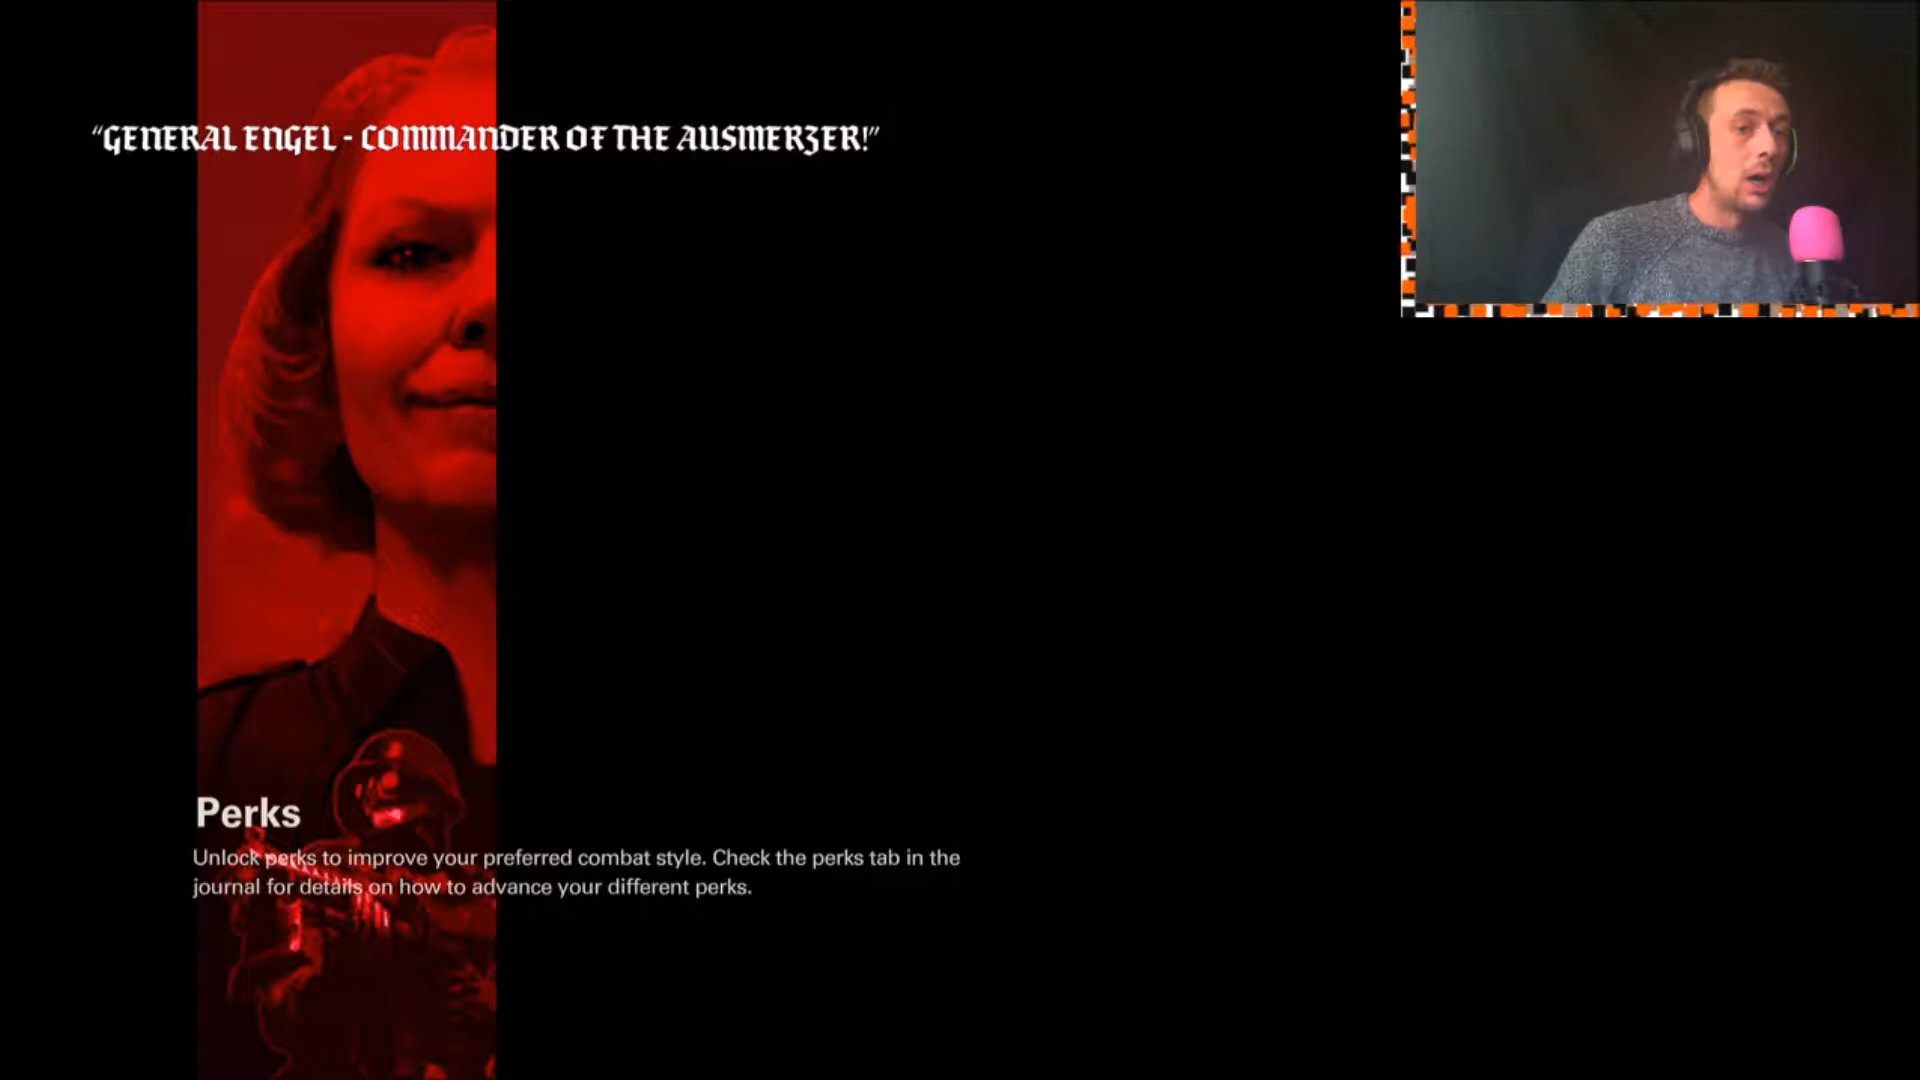 “GENERAL ENGEL - COMMANDER OF THE AUSMERZER!”
Perks
Unlock perks to improve your preferred combat style. Check the perks tab in the
journal for details on how to advance your different perks.